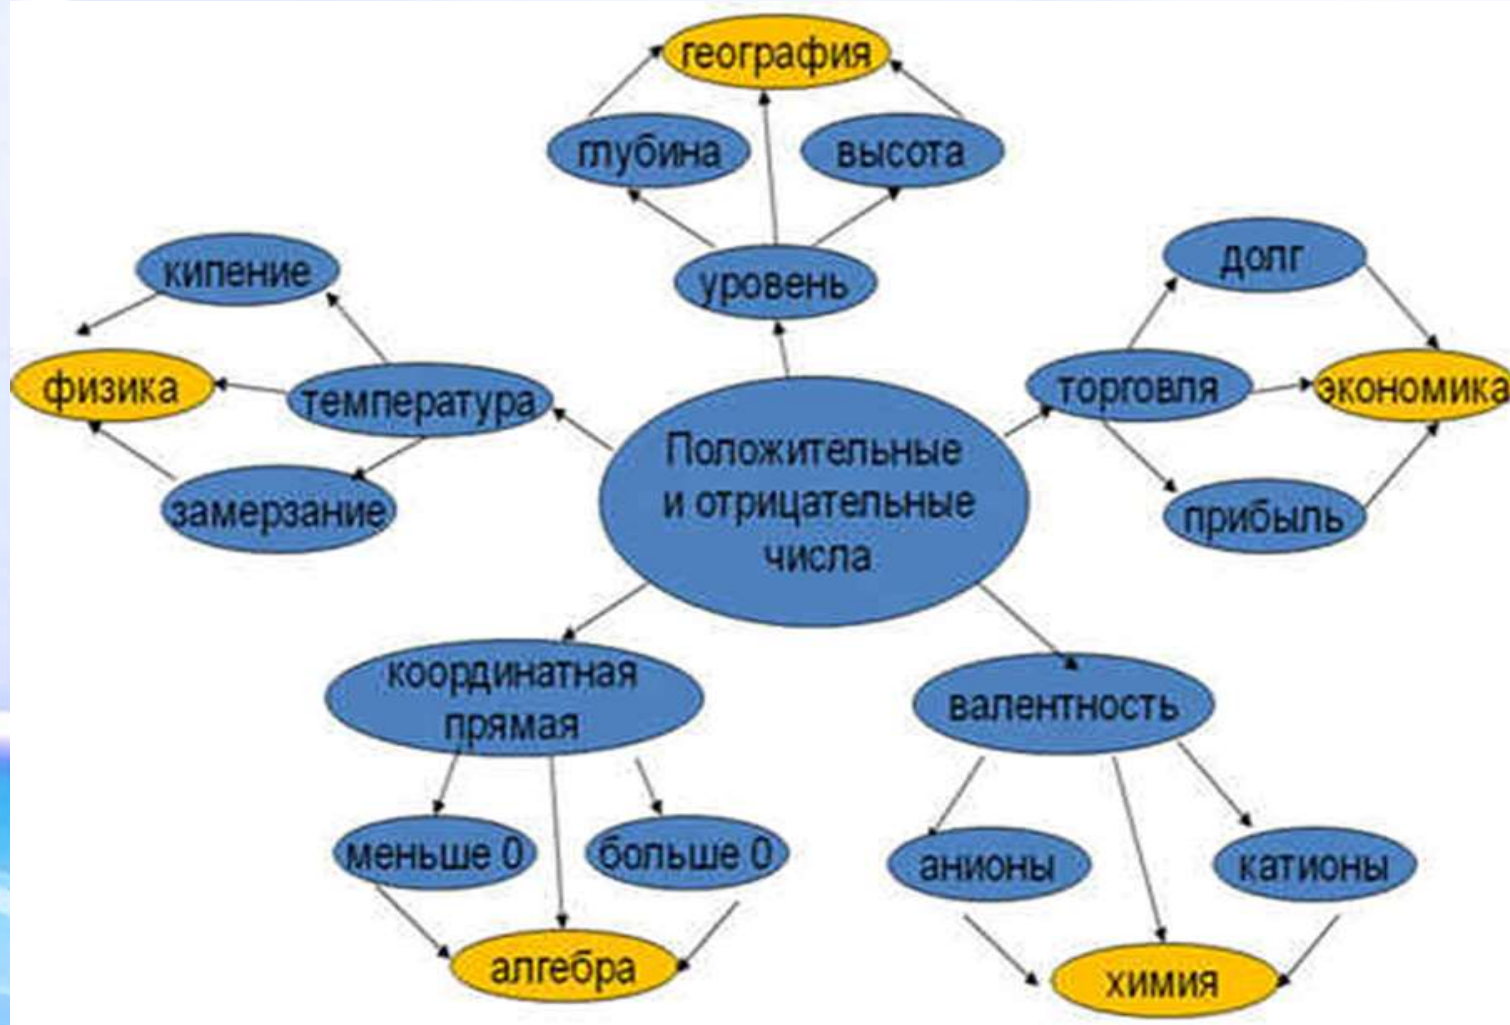 география
глубина
высота
уровень
кипение
физика
температура
замерзание
долг
торговля
экономика
прибыль
Положительные
и отрицательные
числа
координатная
прямая
меньше 0
больше 0
алгебра
валентность
анионы
катионы
химия